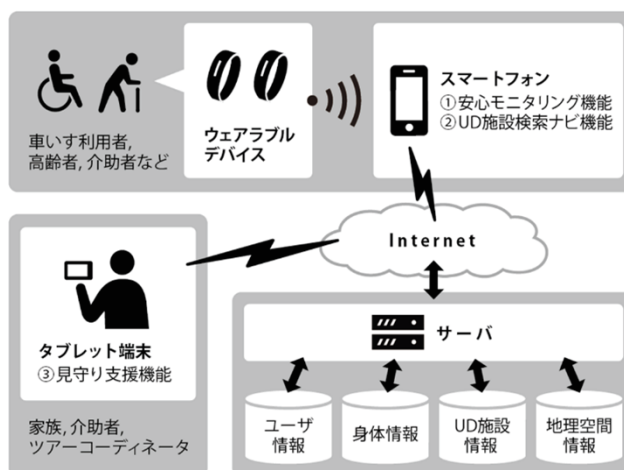 車いす利用者,
高齢者, 介助者など
ウェアラブル
デバイス
スマートフォン
①安心モニタリング機能
②UD施設検索ナビ機能
Internet
タブレット端末
③見守り支援機能
家族, 介助者,
ツアーコーディネータ
サーバ
ユーザ
情報
身体情報
UD施設
情報
地理空間
情報